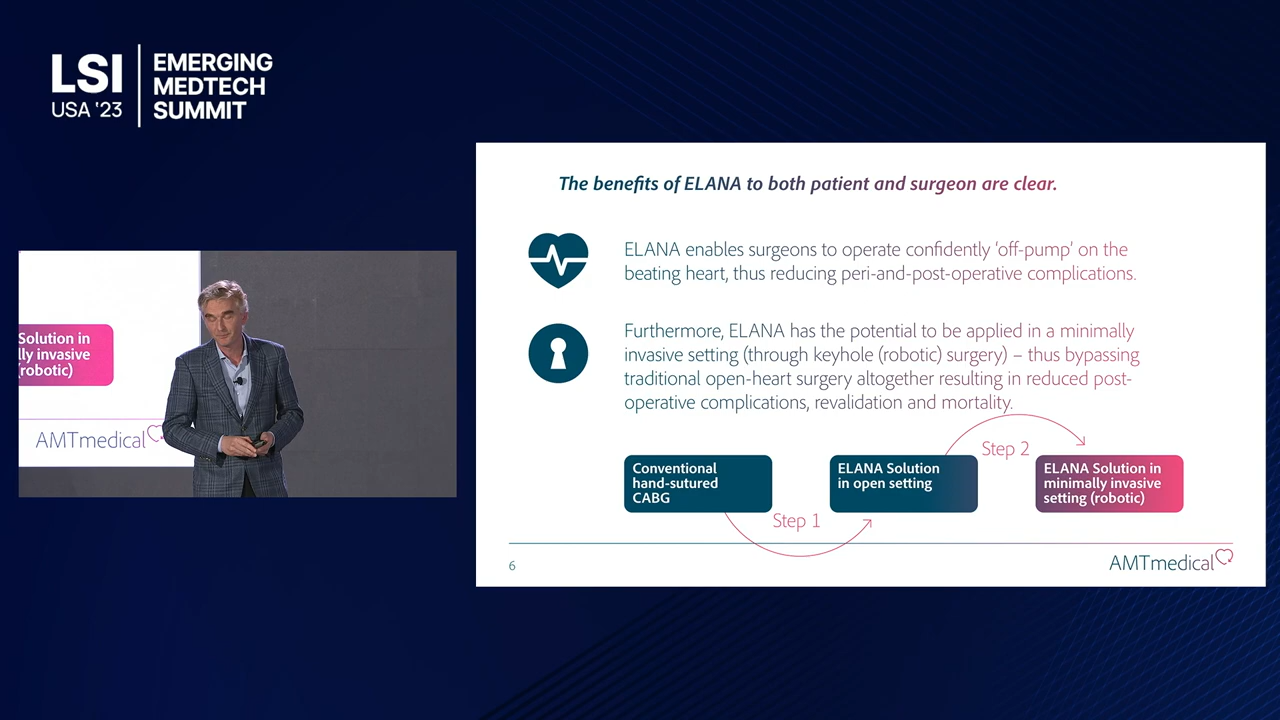 LSI
USA '23
EMERGING
MEDTECH
SUMMIT
The benefits of ELANA to both patient and surgeon are clear.
ELANA enables surgeons to operate confidently 'off-pump' on the
beating heart, thus reducing peri-and-post-operative complications.
Furthermore, ELANA has the potential to be applied in a minimally
invasive setting (through keyhole (robotic) surgery) – thus bypassing
traditional open-heart surgery altogether resulting in reduced post-
operative complications, revalidation and mortality.
Conventional
hand-sutured
CABG
Step 1
ELANA Solution
in open setting
Step 2
ELANA Solution in
minimally invasive
setting (robotic)
6
AMTmedical
Solution in
lly invasive
(robotic)
AMTmedical